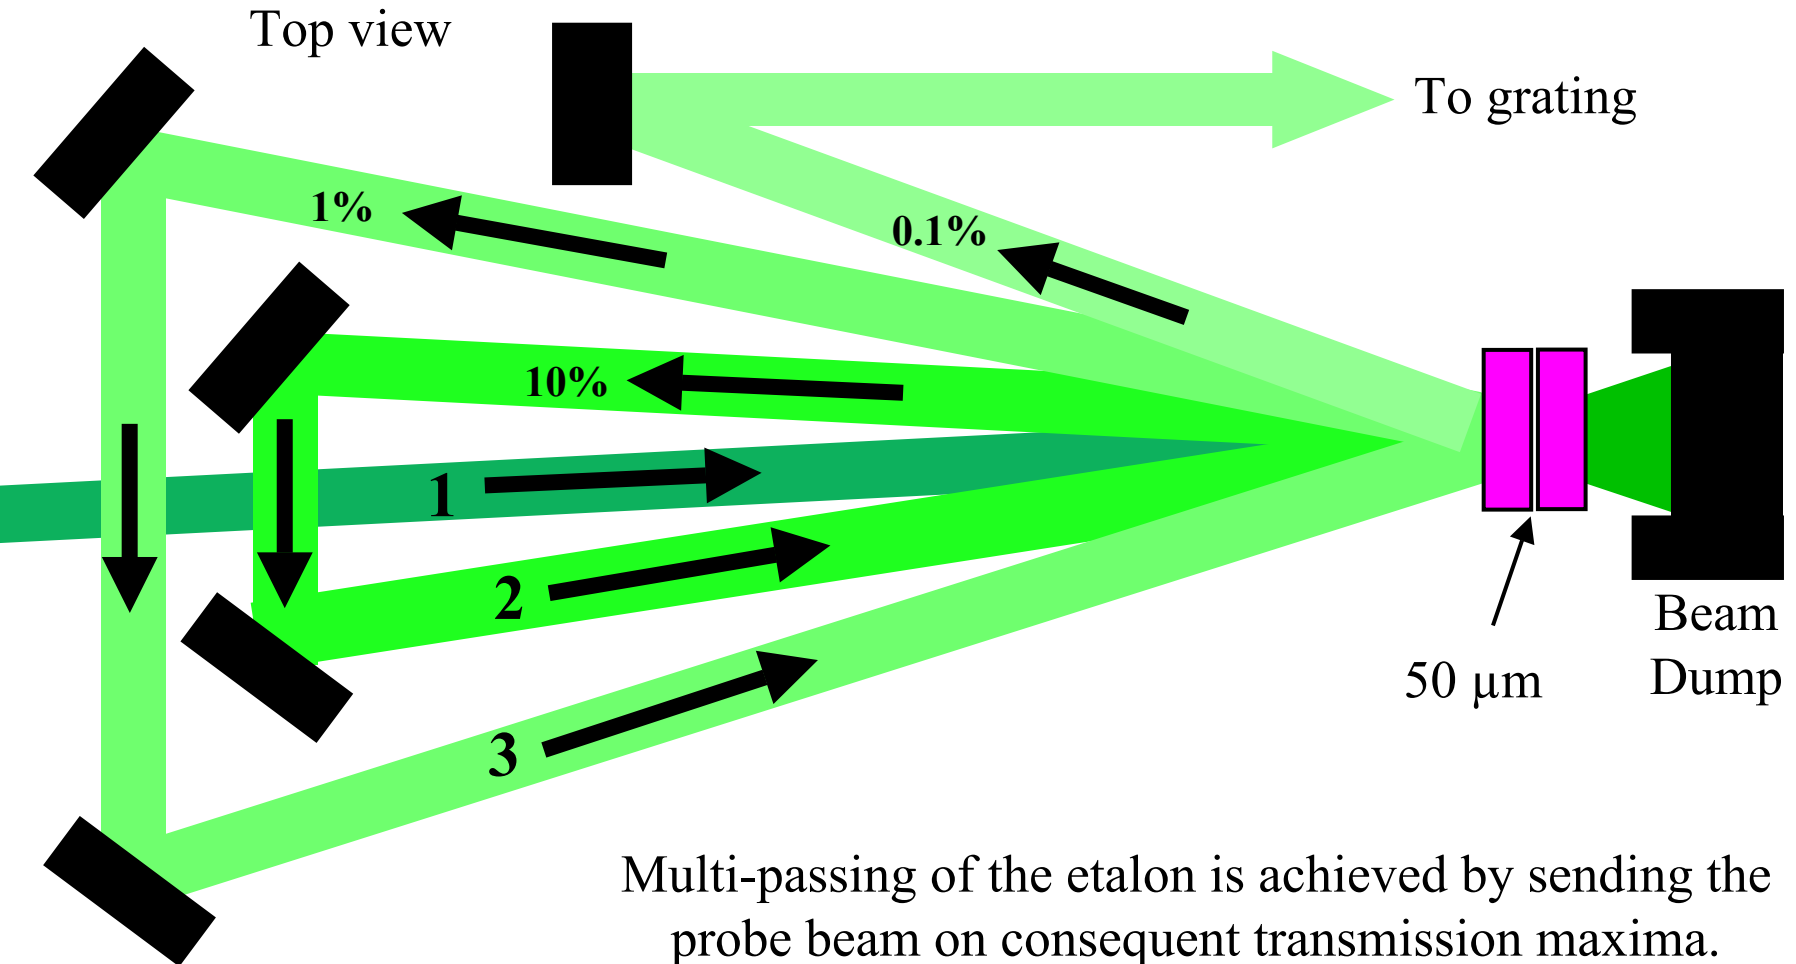 Top view
To grating
1%
0.1%
10%
1
2
3
50 µm
Beam
Dump
Multi-passing of the etalon is achieved by sending the
probe beam on consequent transmission maxima.